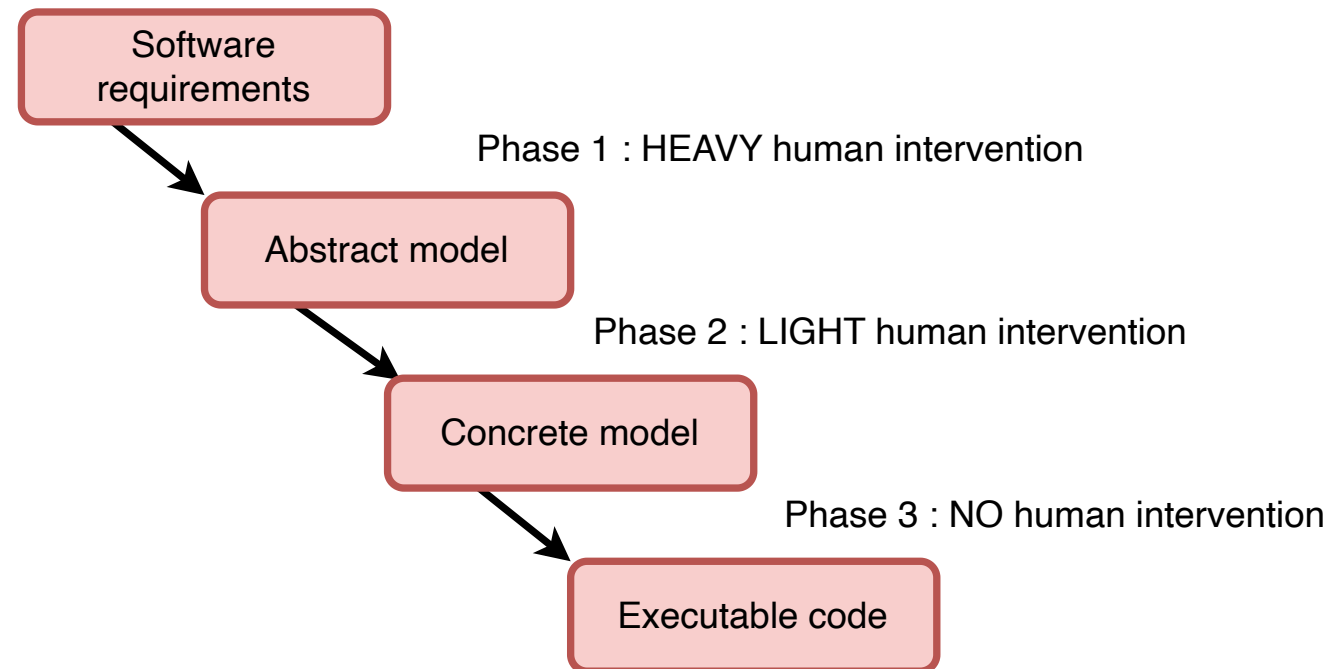 Software
requirements
Phase 1 : HEAVY human intervention
Abstract model
Phase 2 : LIGHT human intervention
Concrete model
Phase 3 : NO human intervention
Executable code